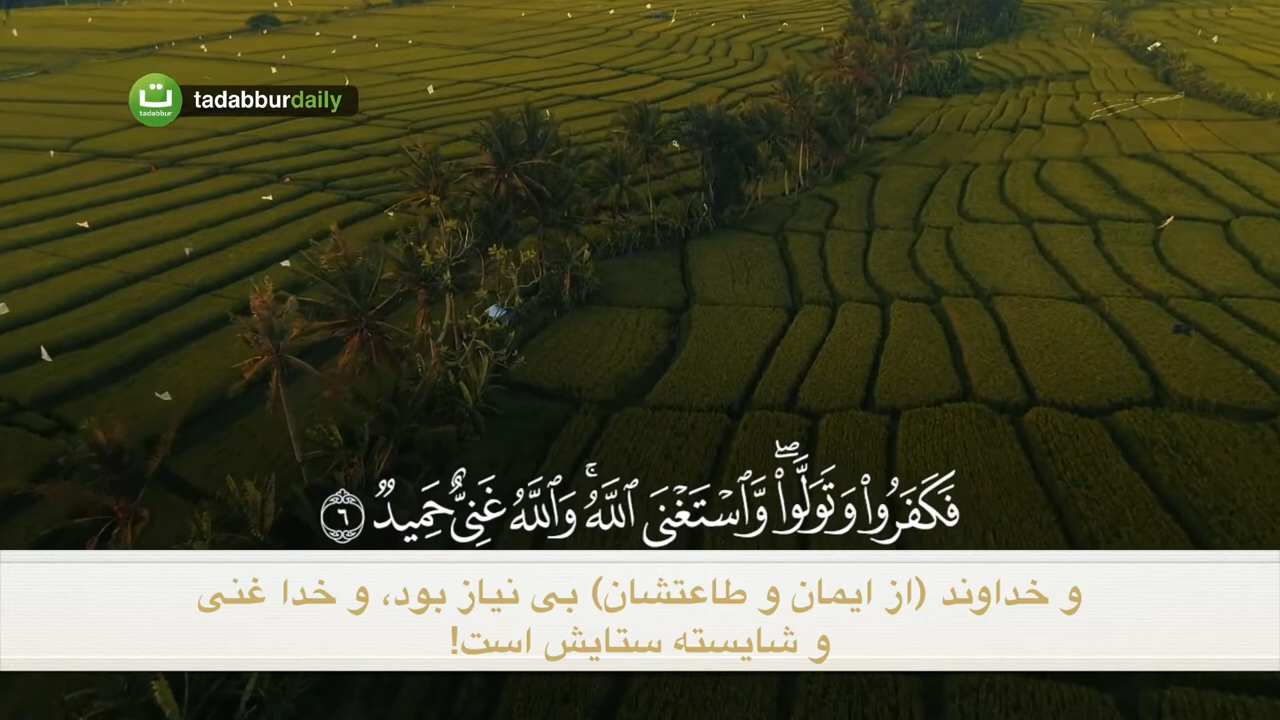 ت
tadabbur
tadabburdaily
فَكَفَرُوا۟ وَتَوَلَّوا۟ ۖ وَّٱسْتَغْنَى ٱللَّهُ ۚ وَٱللَّهُ غَنِىٌّ حَمِيدٌ ٦
و خداوند (از ایمان و طاعتشان) بی نیاز بود، و خدا غنی
و شایسته ستایش است!